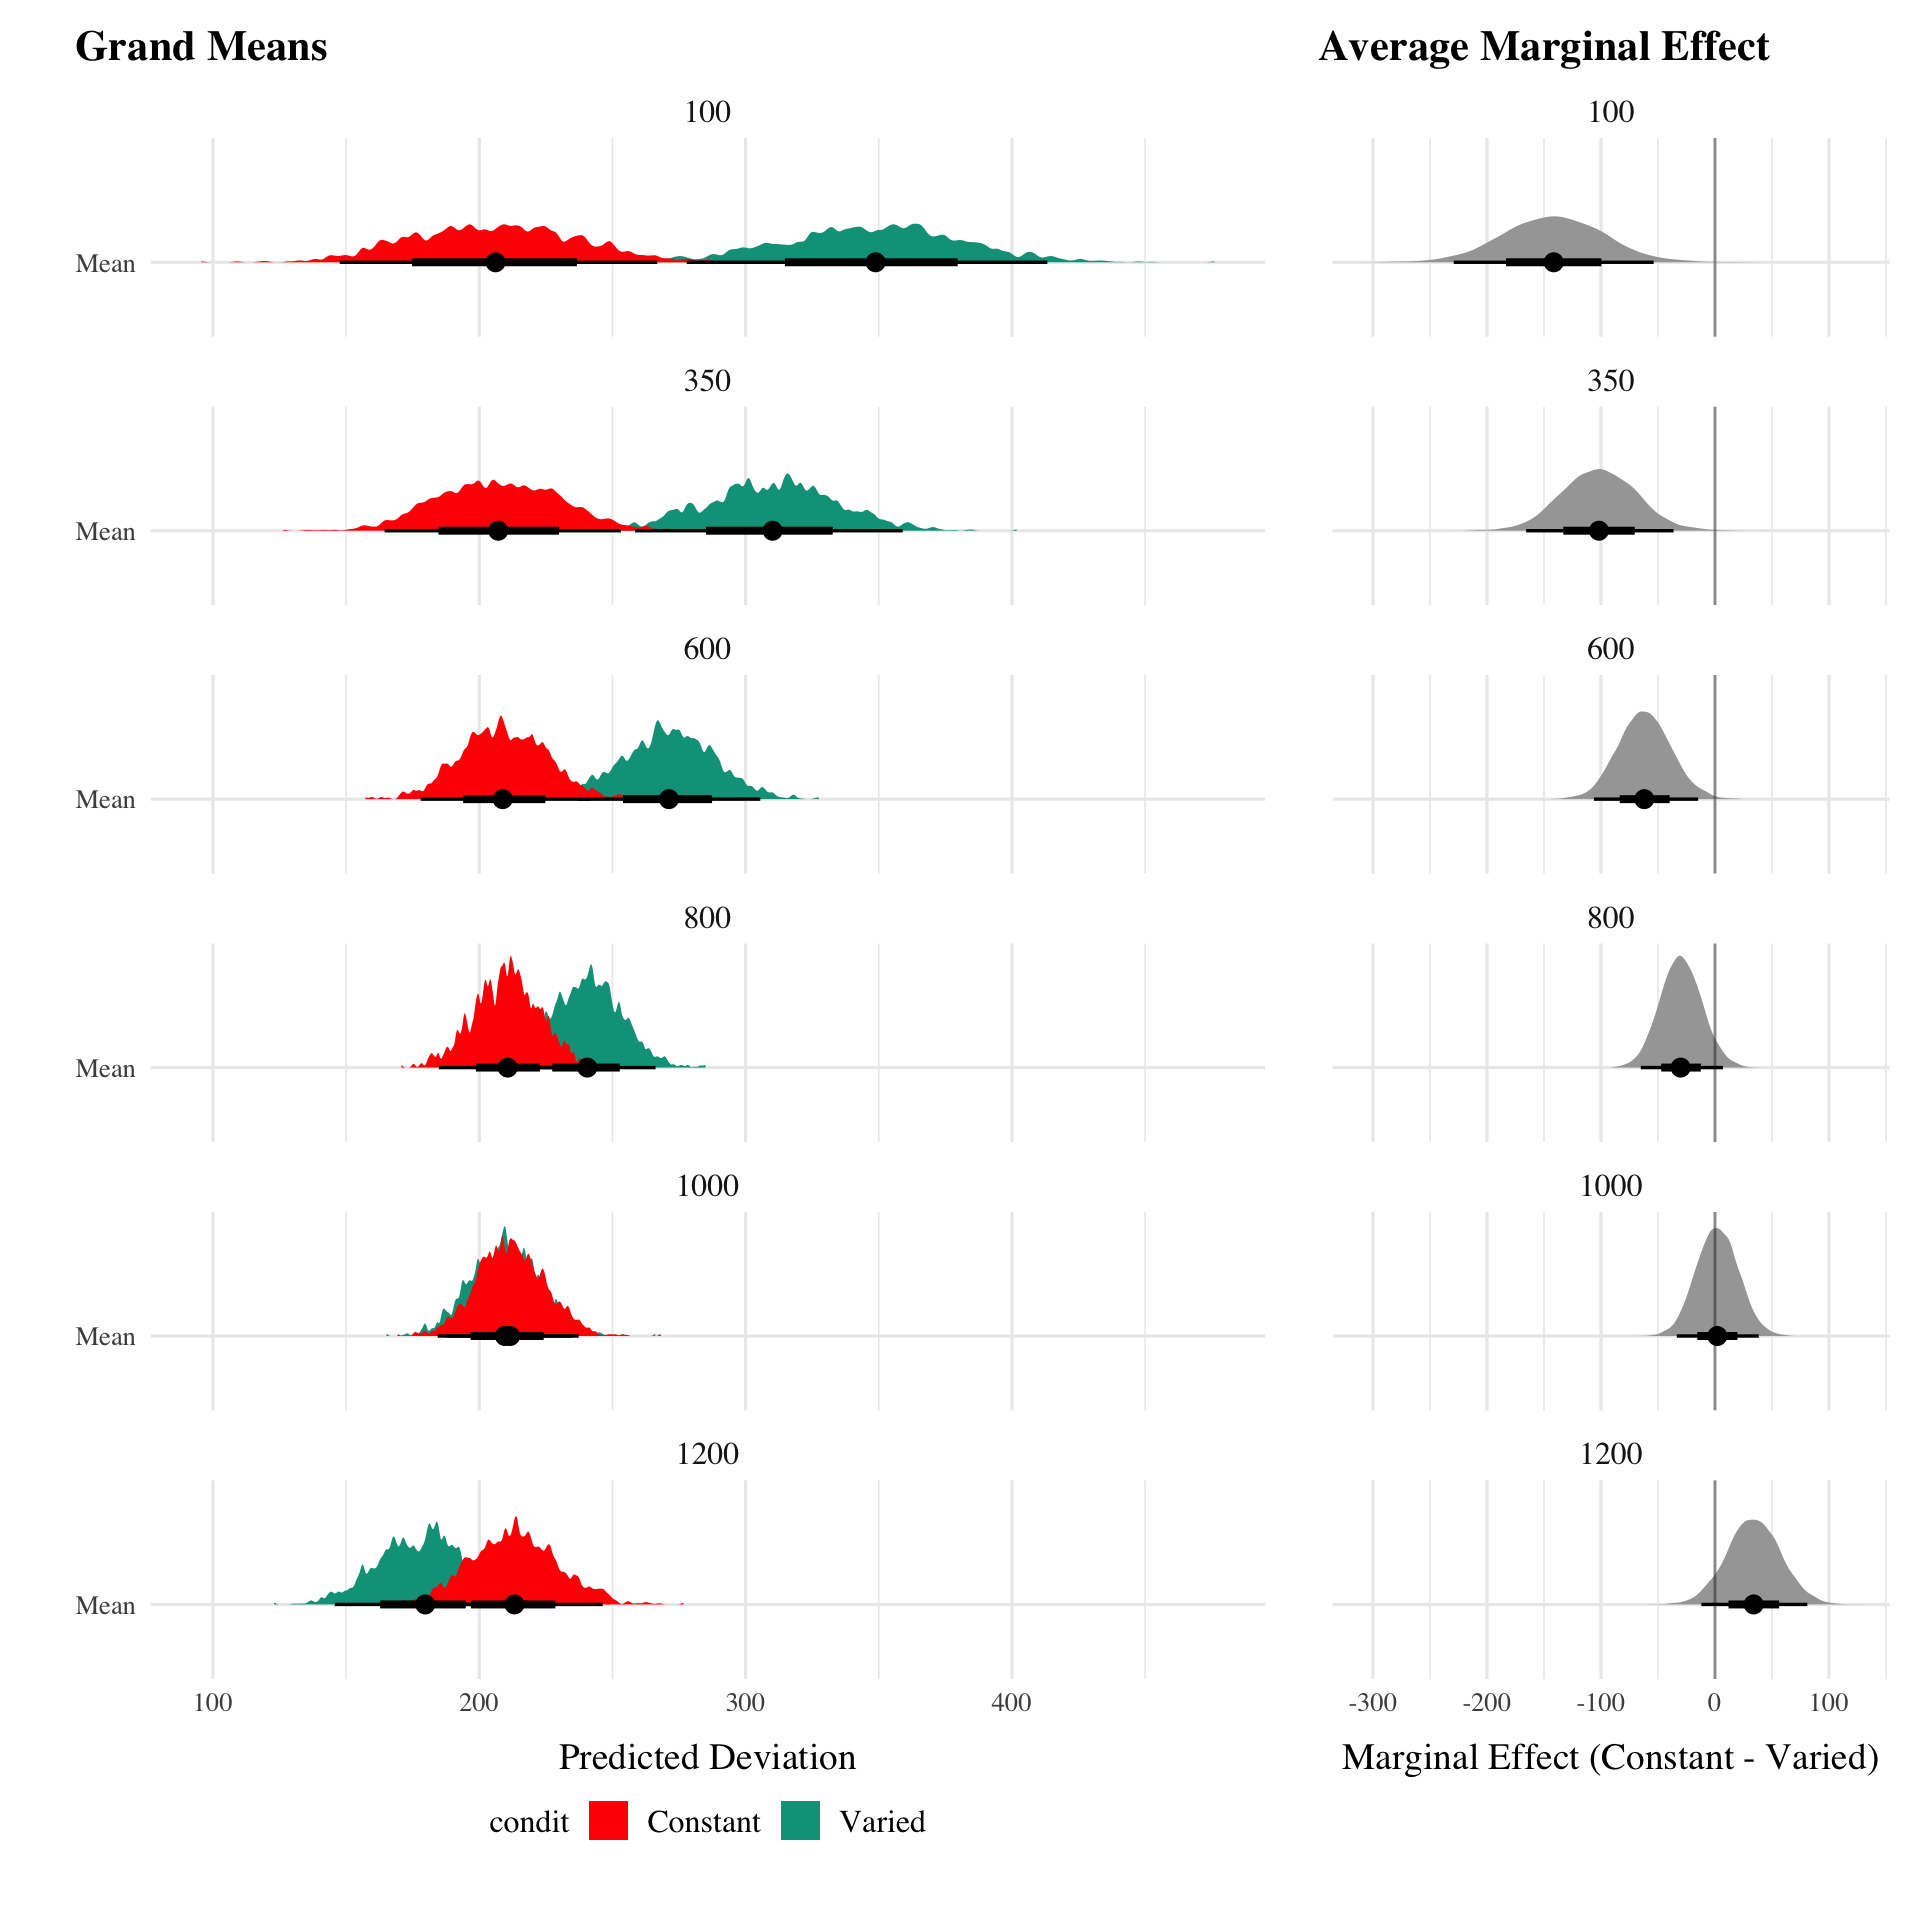 Grand Means
Average Marginal Effect
100
100
Mean
350
350
Mean
600
600
Mean
800
800
Mean
1000
1000
Mean
1200
1200
Mean
100 200 300 400
-300 -200 -100 0 100
Predicted Deviation
Marginal Effect (Constant - Varied)
condit Constant Varied